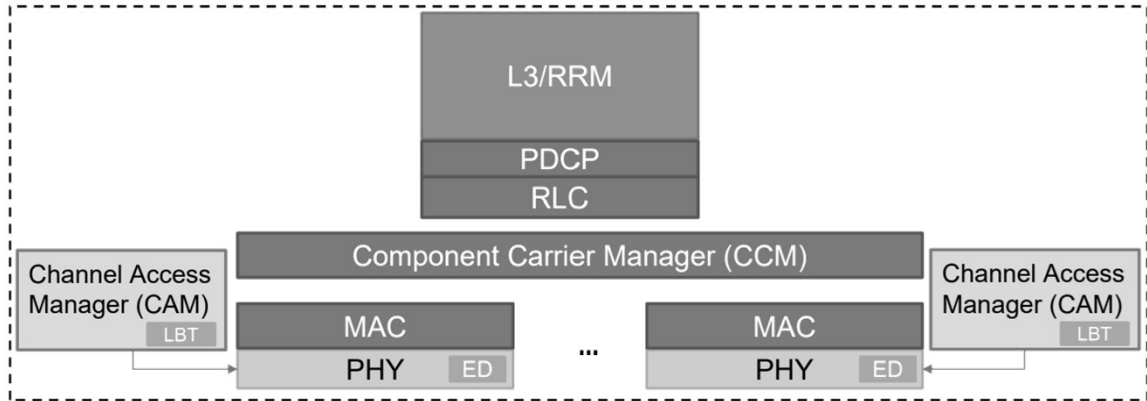 L3/RRM
PDCP
RLC
Component Carrier Manager (CCM)
Channel Access
Manager (CAM)
LBT
MAC
PHY
ED
...
MAC
PHY
ED
Channel Access
Manager (CAM)
LBT